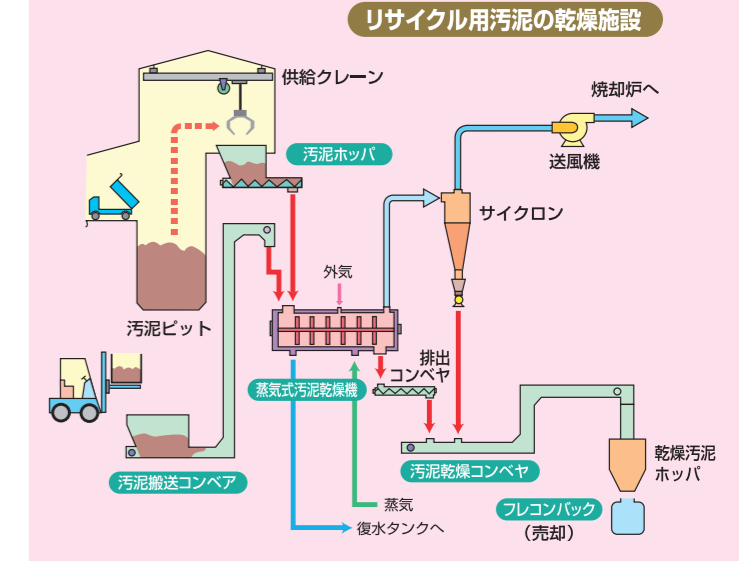 リサイクル用汚泥の乾燥施設
供給クレーン
焼却炉へ
汚泥ホッパ
送風機
サイクロン
外気
汚泥ピット
排出
コンベヤ
蒸気式汚泥乾燥機
汚泥搬送コンベア
汚泥乾燥コンベヤ
乾燥汚泥
ホッパ
蒸気
フレコンバック
（売却）
復水タンクへ